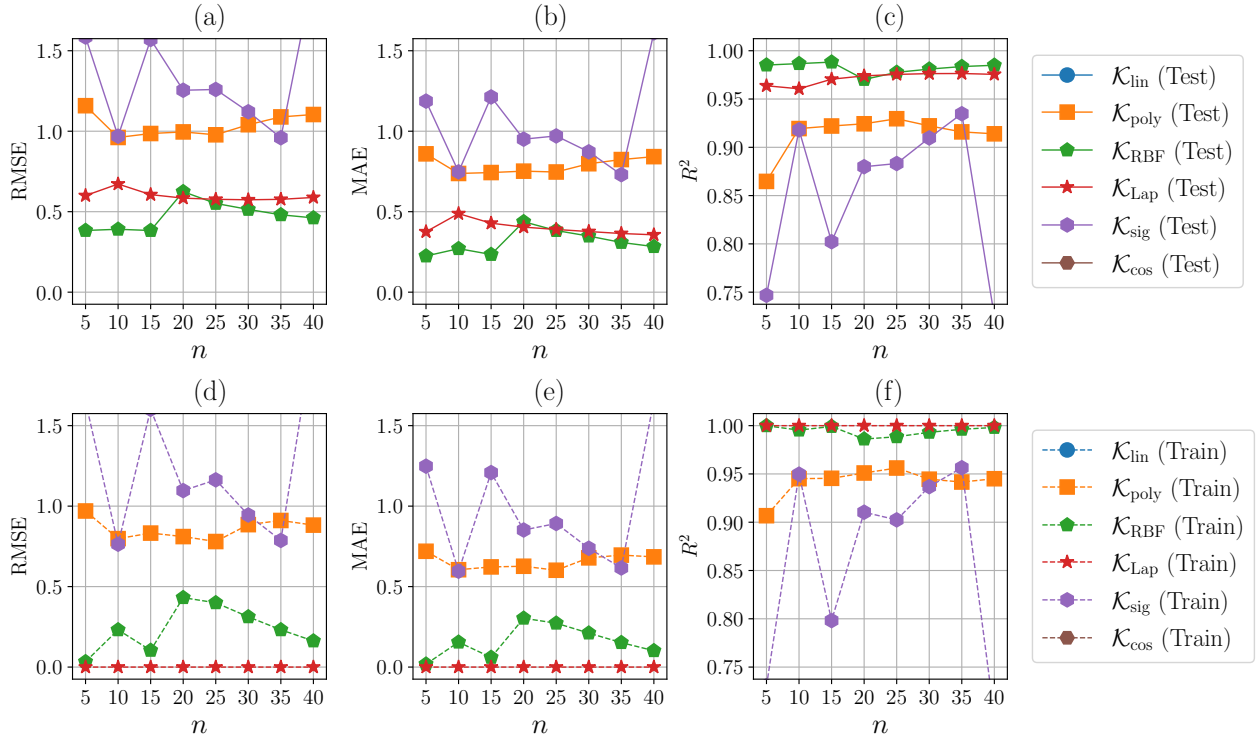 (a)
1.5
1.0
0.5
0.0
RMSE
5 10 15 20 25 30 35 40
n
(b)
1.5
1.0
0.5
0.0
MAE
5 10 15 20 25 30 35 40
n
(c)
1.00
0.95
0.90
0.85
0.80
0.75
R²
5 10 15 20 25 30 35 40
n
𝒦lin (Test)
𝒦poly (Test)
𝒦RBF (Test)
𝒦Lap (Test)
𝒦sig (Test)
𝒦cos (Test)
(d)
1.5
1.0
0.5
0.0
RMSE
5 10 15 20 25 30 35 40
n
(e)
1.5
1.0
0.5
0.0
MAE
5 10 15 20 25 30 35 40
n
(f)
1.00
0.95
0.90
0.85
0.80
0.75
R²
5 10 15 20 25 30 35 40
n
𝒦lin (Train)
𝒦poly (Train)
𝒦RBF (Train)
𝒦Lap (Train)
𝒦sig (Train)
𝒦cos (Train)